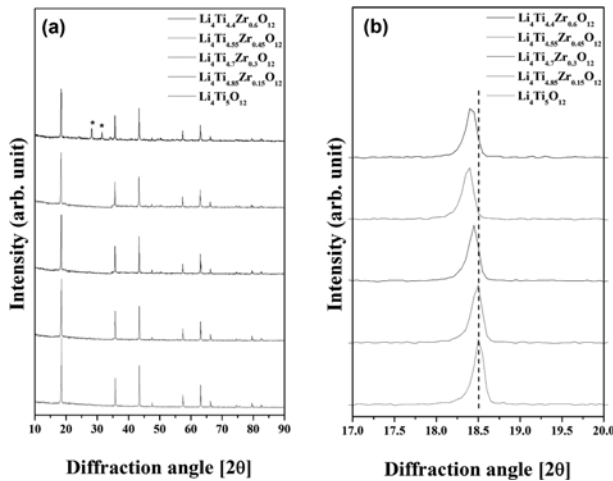 (a)
Li₄Ti₄.₄Zr₀.₆O₁₂
Li₄Ti₄.₅₅Zr₀.₄₅O₁₂
Li₄Ti₄.₇Zr₀.₃O₁₂
Li₄Ti₄.₈₅Zr₀.₁₅O₁₂
Li₄Ti₅O₁₂
* *
Intensity (arb. unit)
10 20 30 40 50 60 70 80 90
Diffraction angle [2θ]
(b)
Li₄Ti₄.₄Zr₀.₆O₁₂
Li₄Ti₄.₅₅Zr₀.₄₅O₁₂
Li₄Ti₄.₇Zr₀.₃O₁₂
Li₄Ti₄.₈₅Zr₀.₁₅O₁₂
Li₄Ti₅O₁₂
Intensity (arb. unit)
17.0 17.5 18.0 18.5 19.0 19.5 20.0
Diffraction angle [2θ]